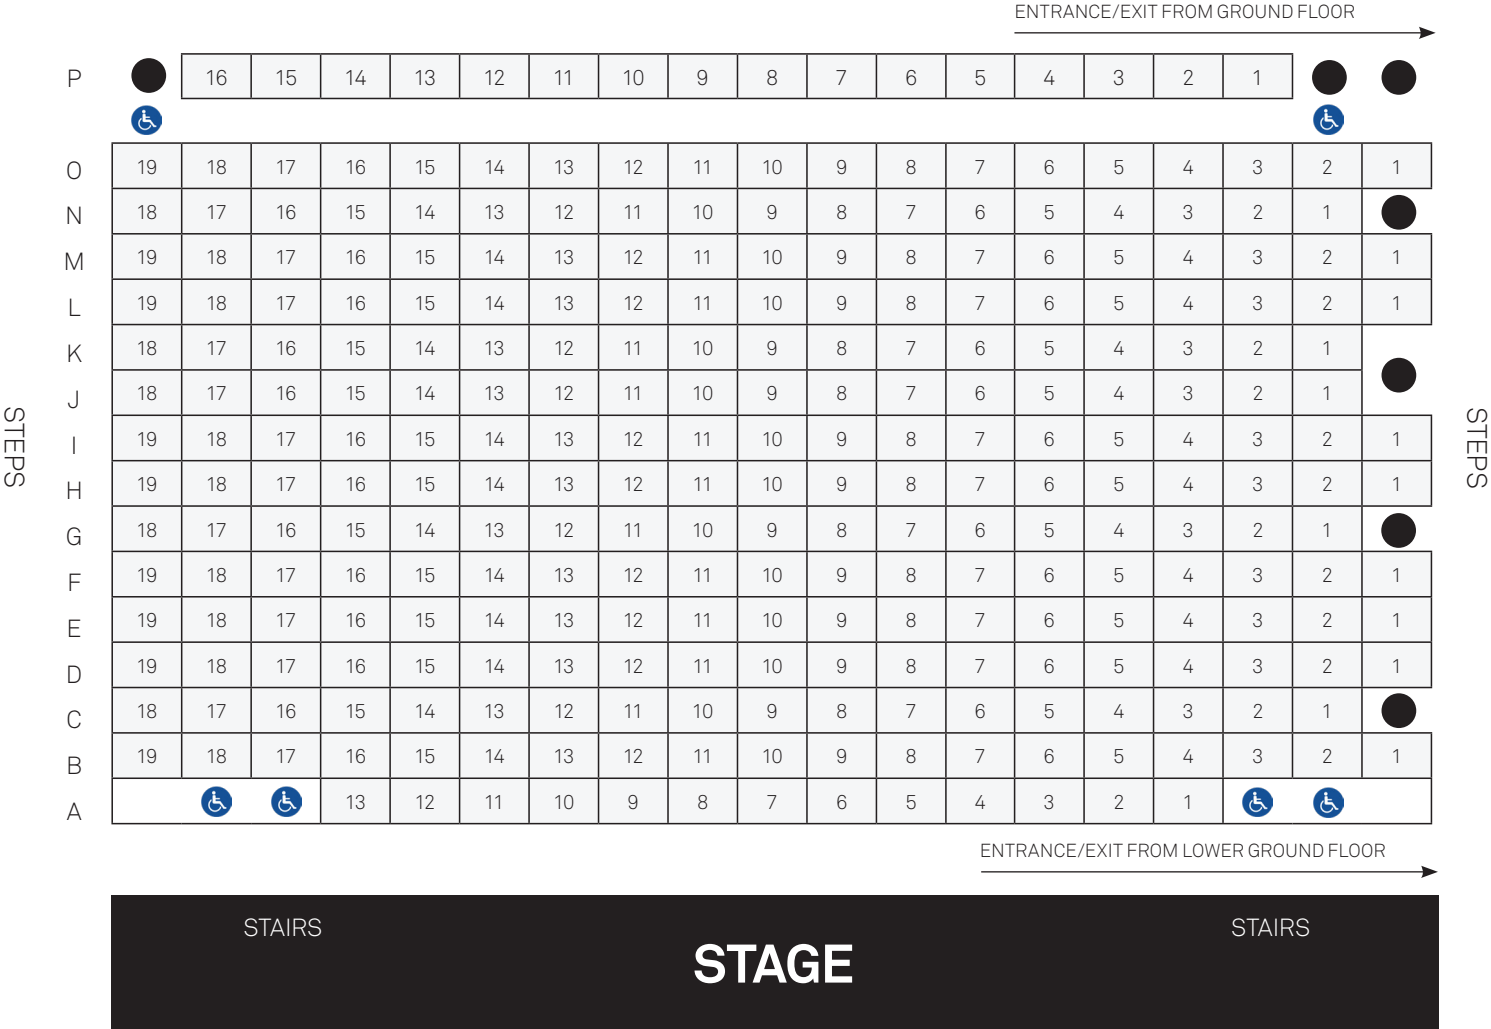 ENTRANCE/EXIT FROM GROUND FLOOR
P 16 15 14 13 12 11 10 9 8 7 6 5 4 3 2 1
O 19 18 17 16 15 14 13 12 11 10 9 8 7 6 5 4 3 2 1
N 18 17 16 15 14 13 12 11 10 9 8 7 6 5 4 3 2 1
M 19 18 17 16 15 14 13 12 11 10 9 8 7 6 5 4 3 2 1
L 19 18 17 16 15 14 13 12 11 10 9 8 7 6 5 4 3 2 1
K 18 17 16 15 14 13 12 11 10 9 8 7 6 5 4 3 2 1
J 18 17 16 15 14 13 12 11 10 9 8 7 6 5 4 3 2 1
STEPS
I 19 18 17 16 15 14 13 12 11 10 9 8 7 6 5 4 3 2 1
STEPS
H 19 18 17 16 15 14 13 12 11 10 9 8 7 6 5 4 3 2 1
G 18 17 16 15 14 13 12 11 10 9 8 7 6 5 4 3 2 1
F 19 18 17 16 15 14 13 12 11 10 9 8 7 6 5 4 3 2 1
E 19 18 17 16 15 14 13 12 11 10 9 8 7 6 5 4 3 2 1
D 19 18 17 16 15 14 13 12 11 10 9 8 7 6 5 4 3 2 1
C 18 17 16 15 14 13 12 11 10 9 8 7 6 5 4 3 2 1
B 19 18 17 16 15 14 13 12 11 10 9 8 7 6 5 4 3 2 1
A 13 12 11 10 9 8 7 6 5 4 3 2 1
ENTRANCE/EXIT FROM LOWER GROUND FLOOR
STAIRS STAIRS
STAGE